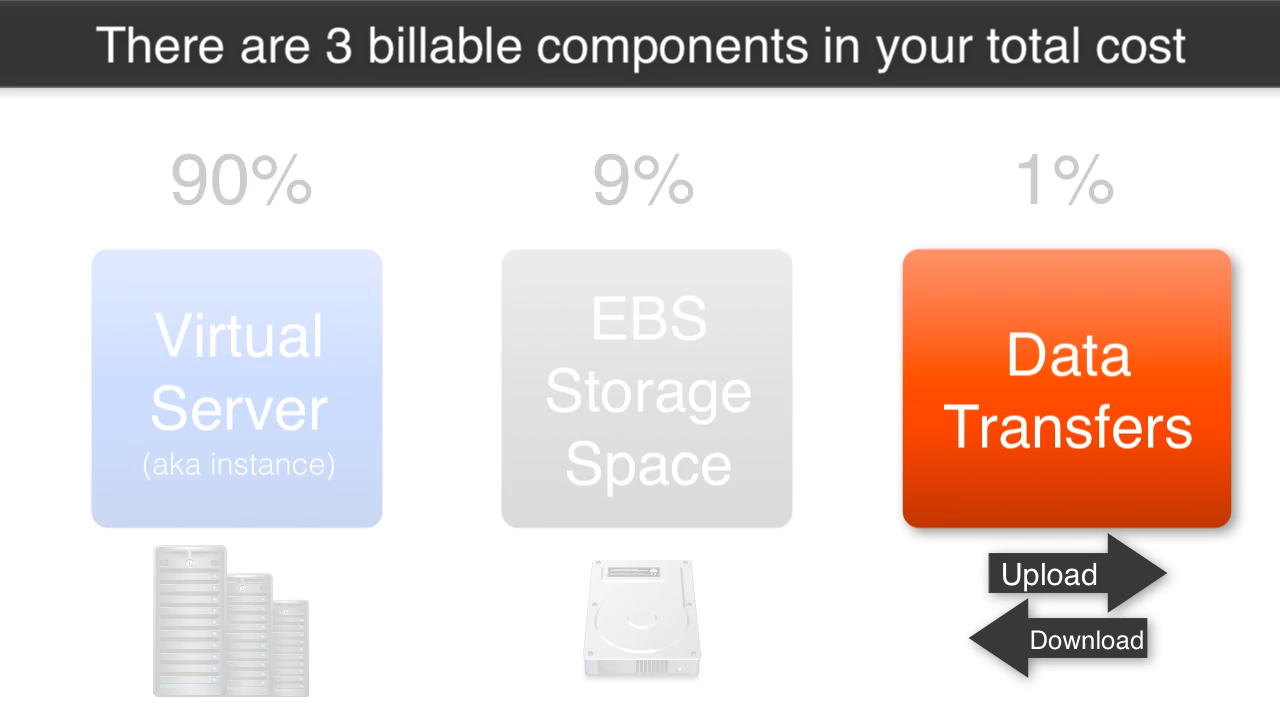 There are 3 billable components in your total cost
90%
9%
1%
Virtual
Server
(aka instance)
EBS
Storage
Space
Data
Transfers
Upload
Download